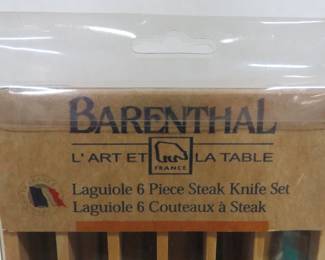 BARENTHAL
L'ART ET LA TABLE
FRANCE
Laguiole 6 Piece Steak Knife Set
Laguiole 6 Couteaux à Steak